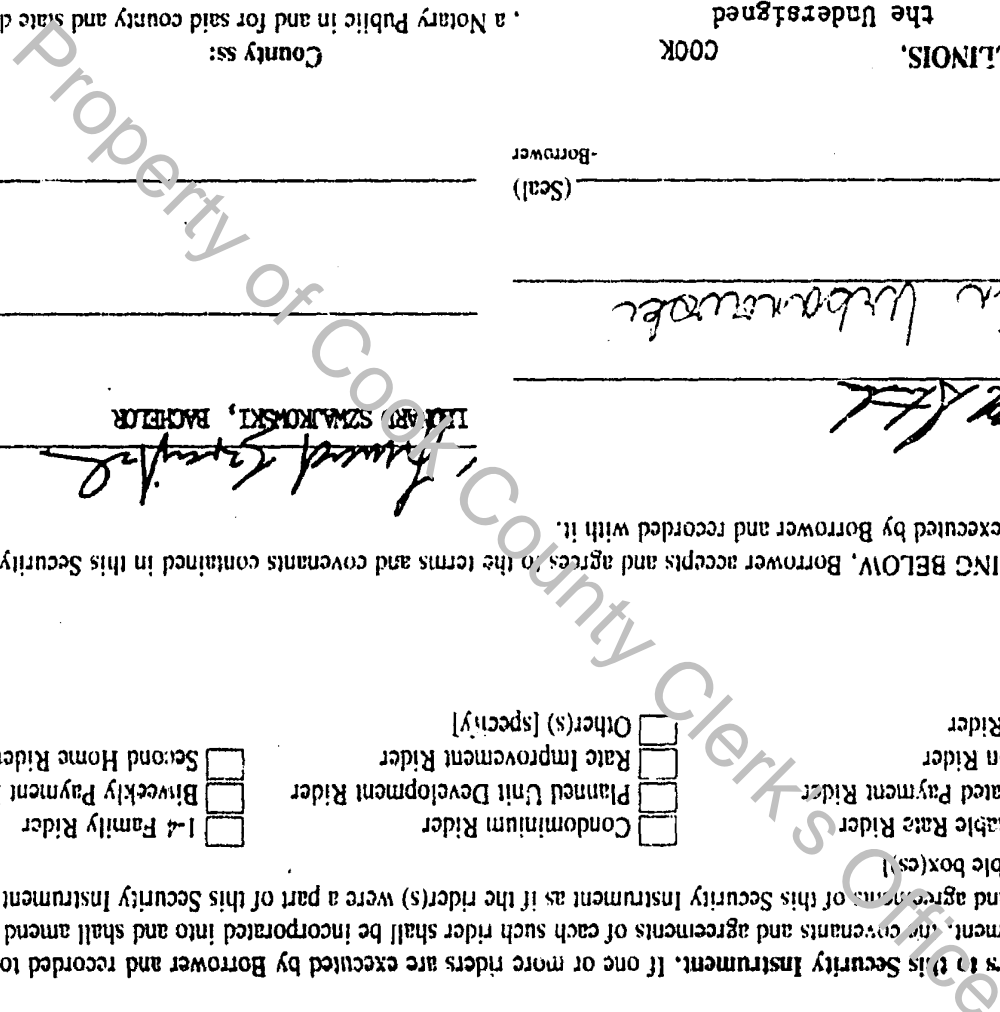 rs to this Security Instrument. If one or more riders are executed by Borrower and recorded to
ment, the covenants and agreements of each such rider shall be incorporated into and shall amend
nd agreements of this Security Instrument as if the rider(s) were a part of this Security Instrument
ble box(es)]
able Rate Rider Condominium Rider 1-4 Family Rider
ated Payment Rider Planned Unit Development Rider Biweekly Payment
n Rider Rate Improvement Rider Second Home Rider
Rider Other(s) [specify]
ING BELOW, Borrower accepts and agrees to the terms and covenants contained in this Security
executed by Borrower and recorded with it.
LEONARD SZWAJKOWSKI, BACHELOR
Urbanowski
(Seal)
-Borrower
LINOIS, COOK County ss:
the Undersigned , a Notary Public in and for said county and state d
Property of Cook County Clerk's Office